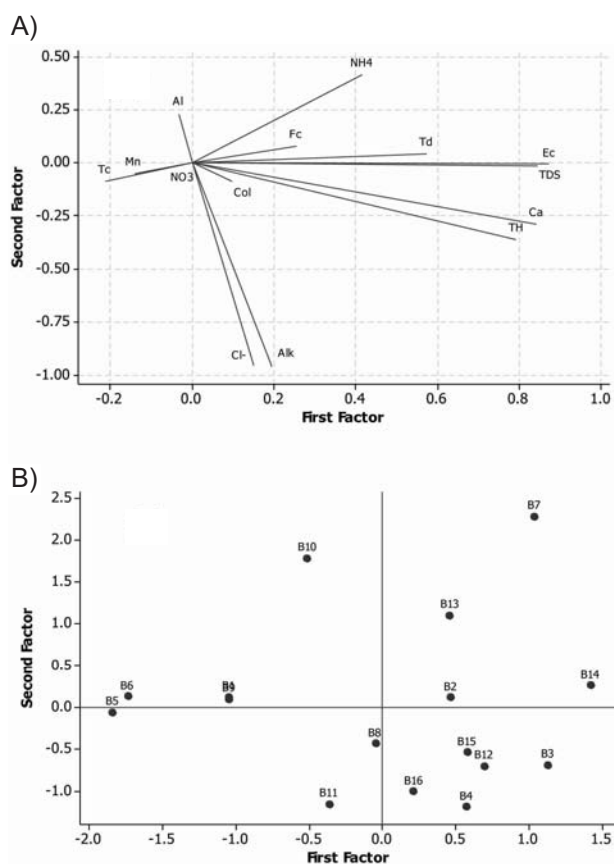 A)
0.50
0.25
0.00
-0.25
-0.50
-0.75
-1.00
Second Factor
NH4
Al
Fc
Td
Ec
Mn
Tc
NO3
Col
TDS
Ca
TH
Cl-
Alk
-0.2 0.0 0.2 0.4 0.6 0.8 1.0
First Factor
B)
2.5
2.0
1.5
1.0
0.5
0.0
-0.5
-1.0
Second Factor
B7
B10
B13
B14
B6
B2
B5
B8
B15
B12
B3
B11
B16
B4
-2.0 -1.5 -1.0 -0.5 0.0 0.5 1.0 1.5
First Factor